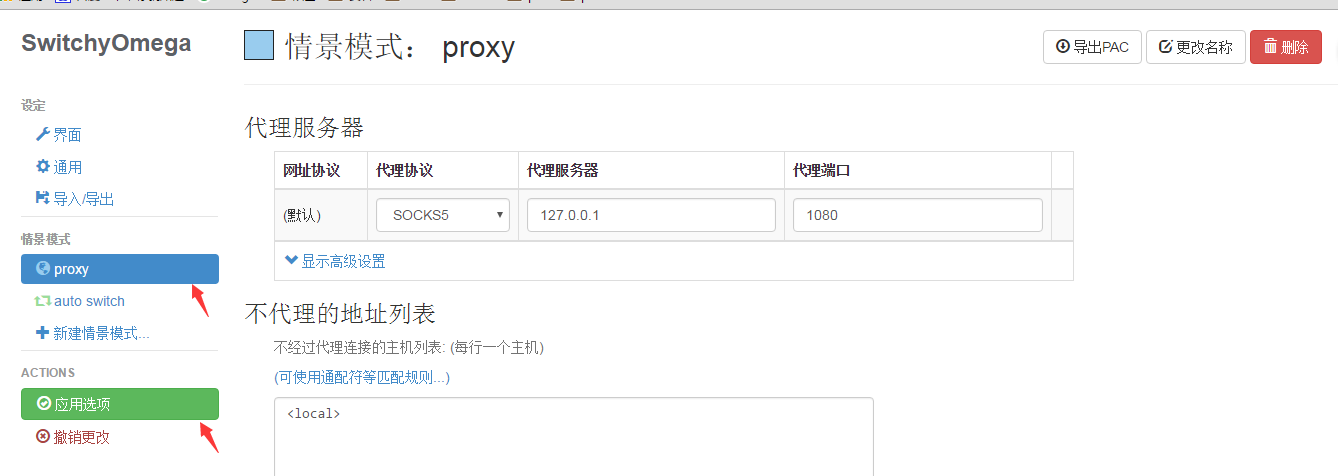 SwitchyOmega
设定
界面
通用
导入/导出
情景模式
proxy
auto switch
新建情景模式...
ACTIONS
应用选项
撤销更改
情景模式: proxy
导出PAC 更改名称 删除
代理服务器
网址协议 代理协议 代理服务器 代理端口
(默认) SOCKS5 127.0.0.1 1080
显示高级设置
不代理的地址列表
不经过代理连接的主机列表: (每行一个主机)
(可使用通配符等匹配规则...)
<local>